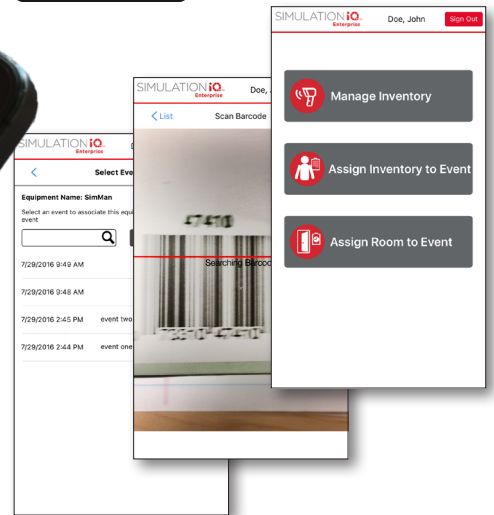 SIMULATION iQ
Enterprise
Doe, John
Sign Out
Manage Inventory
Assign Inventory to Event
Assign Room to Event
SIMULATION iQ
Enterprise
Doe,
List
Scan Barcode
47410
Searching Barcod
SIMULATION iQ
Enterprise
Select Eve
Equipment Name: SimMan
Select an event to associate this equi
event
7/29/2016 9:49 AM
7/29/2016 9:48 AM
7/29/2016 2:45 PM event two
7/29/2016 2:44 PM event one